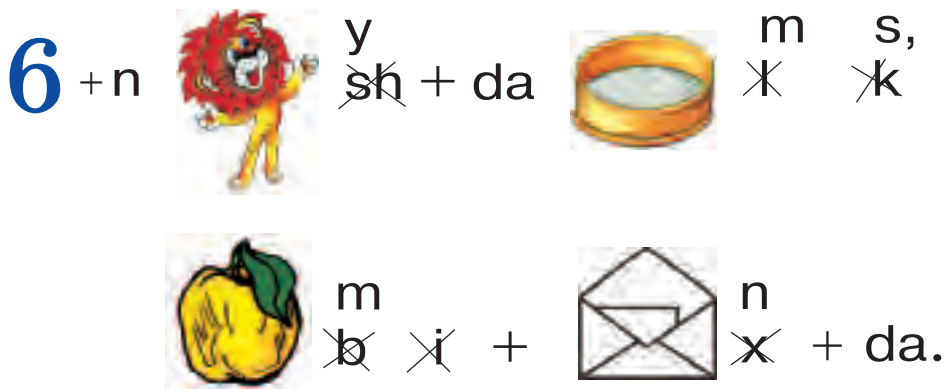 y m s,
6 +n sh + da l k
m n
b i + x + da.